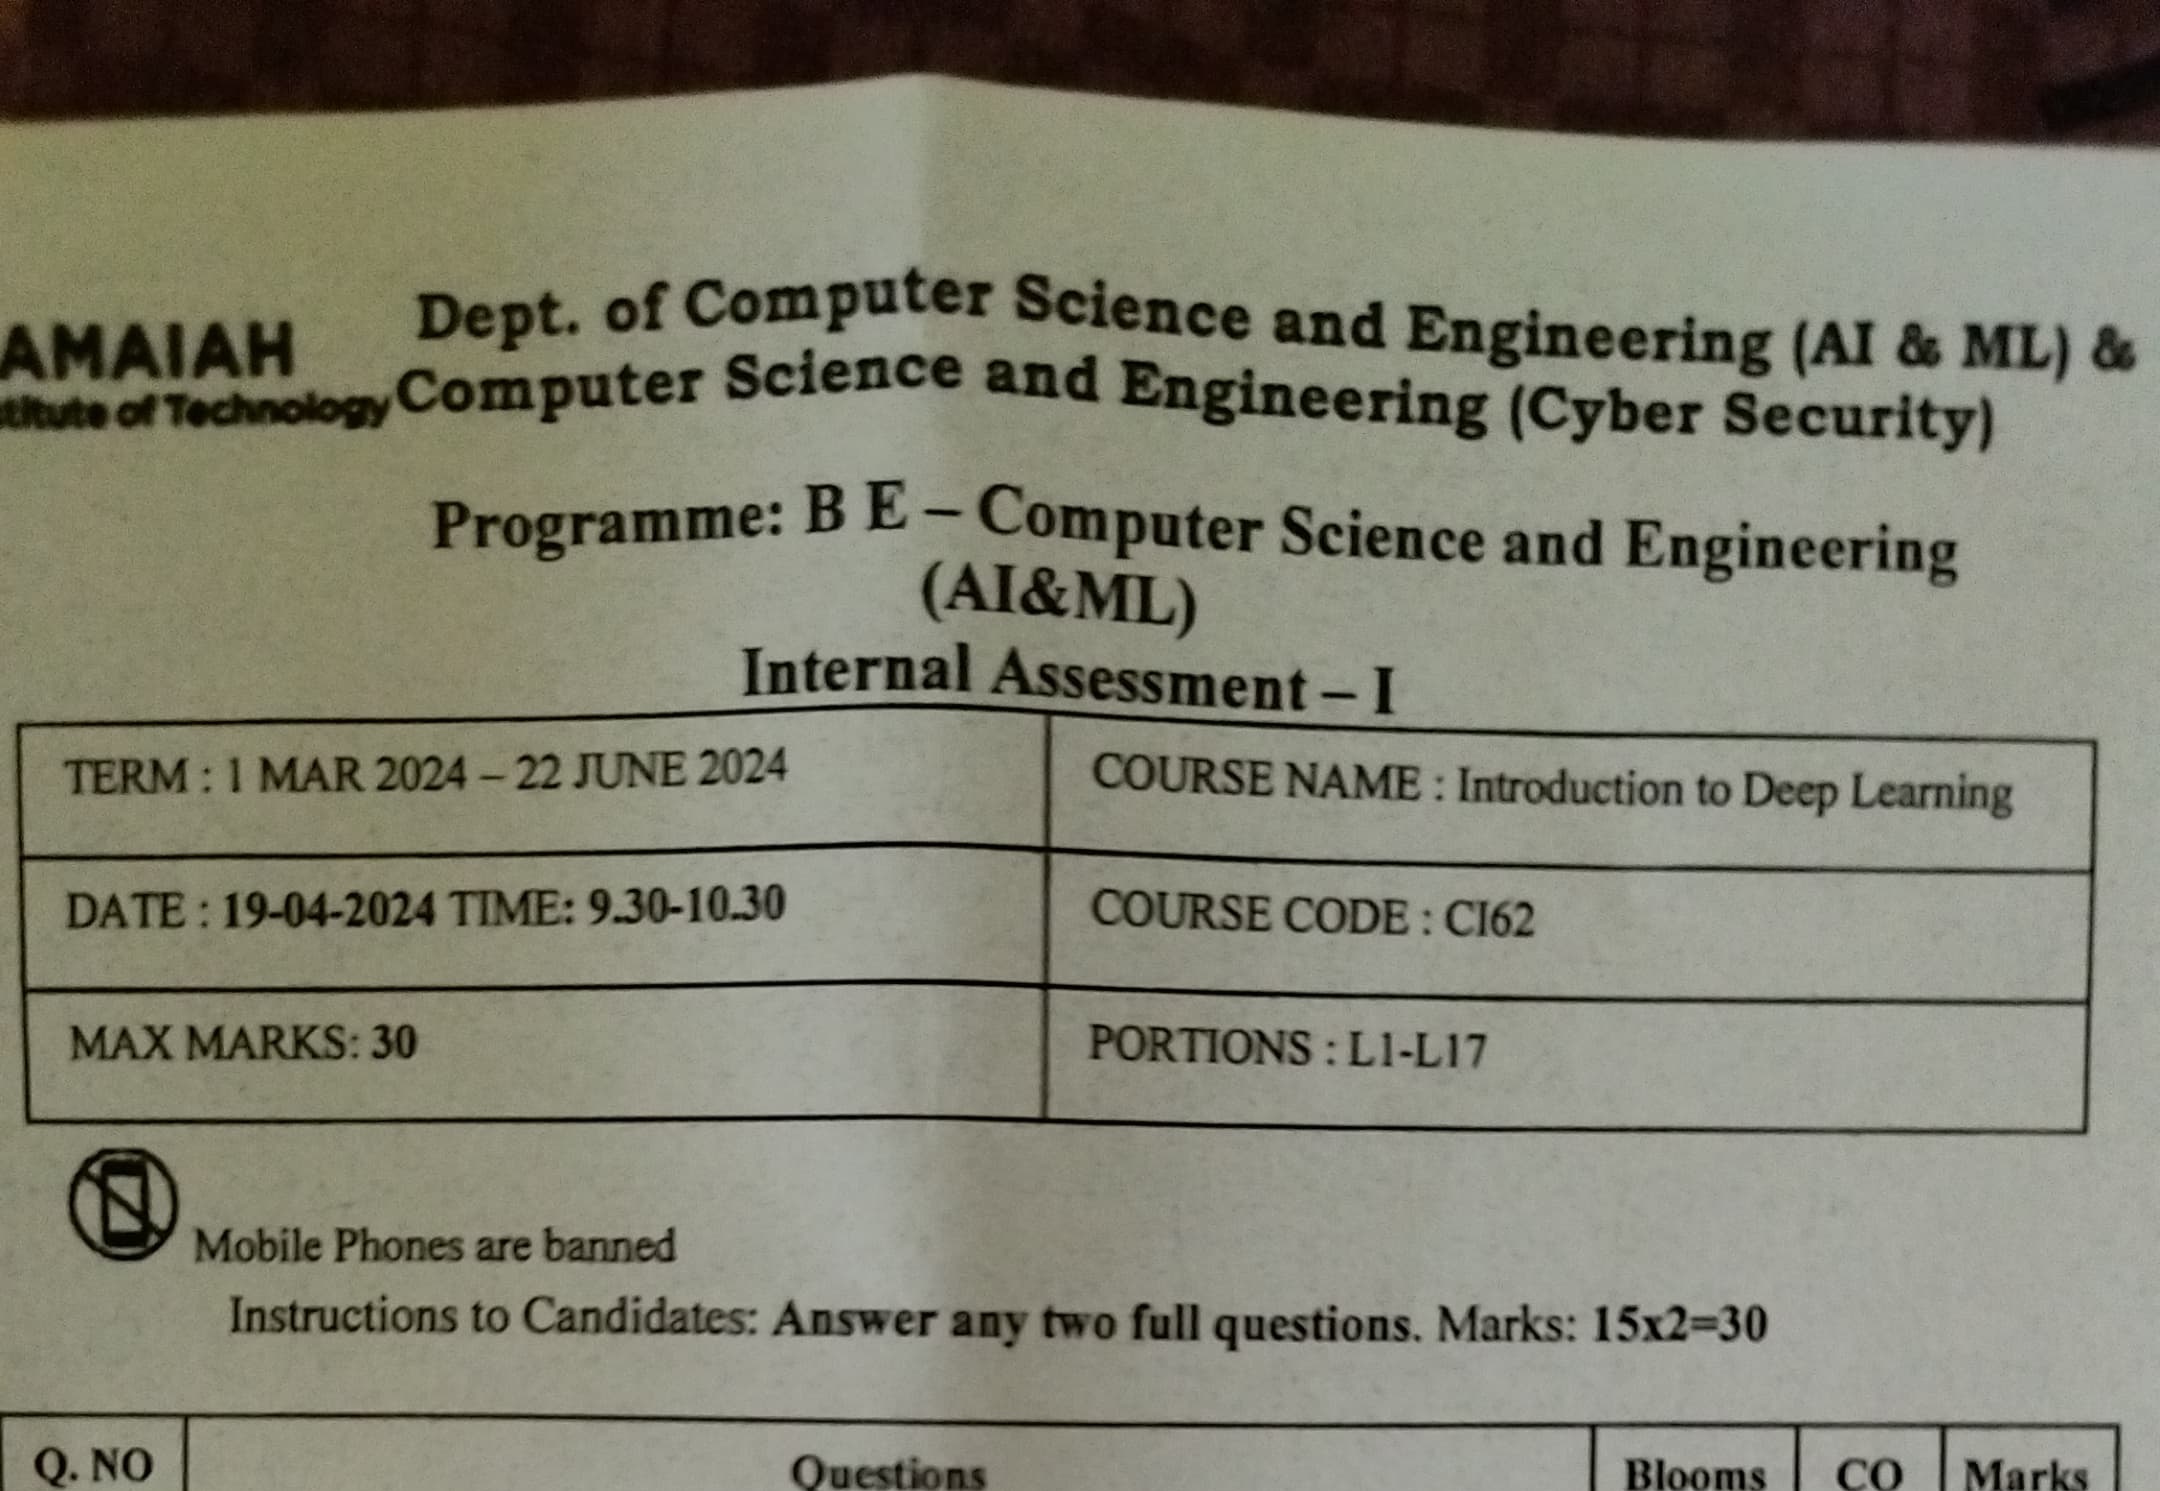 AMAIAH
titute of Technology
Dept. of Computer Science and Engineering (AI & ML) &
Computer Science and Engineering (Cyber Security)
Programme: B E – Computer Science and Engineering
(AI&ML)
Internal Assessment – I
TERM : 1 MAR 2024 – 22 JUNE 2024
COURSE NAME : Introduction to Deep Learning
DATE : 19-04-2024 TIME: 9.30-10.30
COURSE CODE : CI62
MAX MARKS: 30
PORTIONS : L1-L17
Mobile Phones are banned
Instructions to Candidates: Answer any two full questions. Marks: 15x2=30
Q. NO
Questions
Blooms
CO
Marks